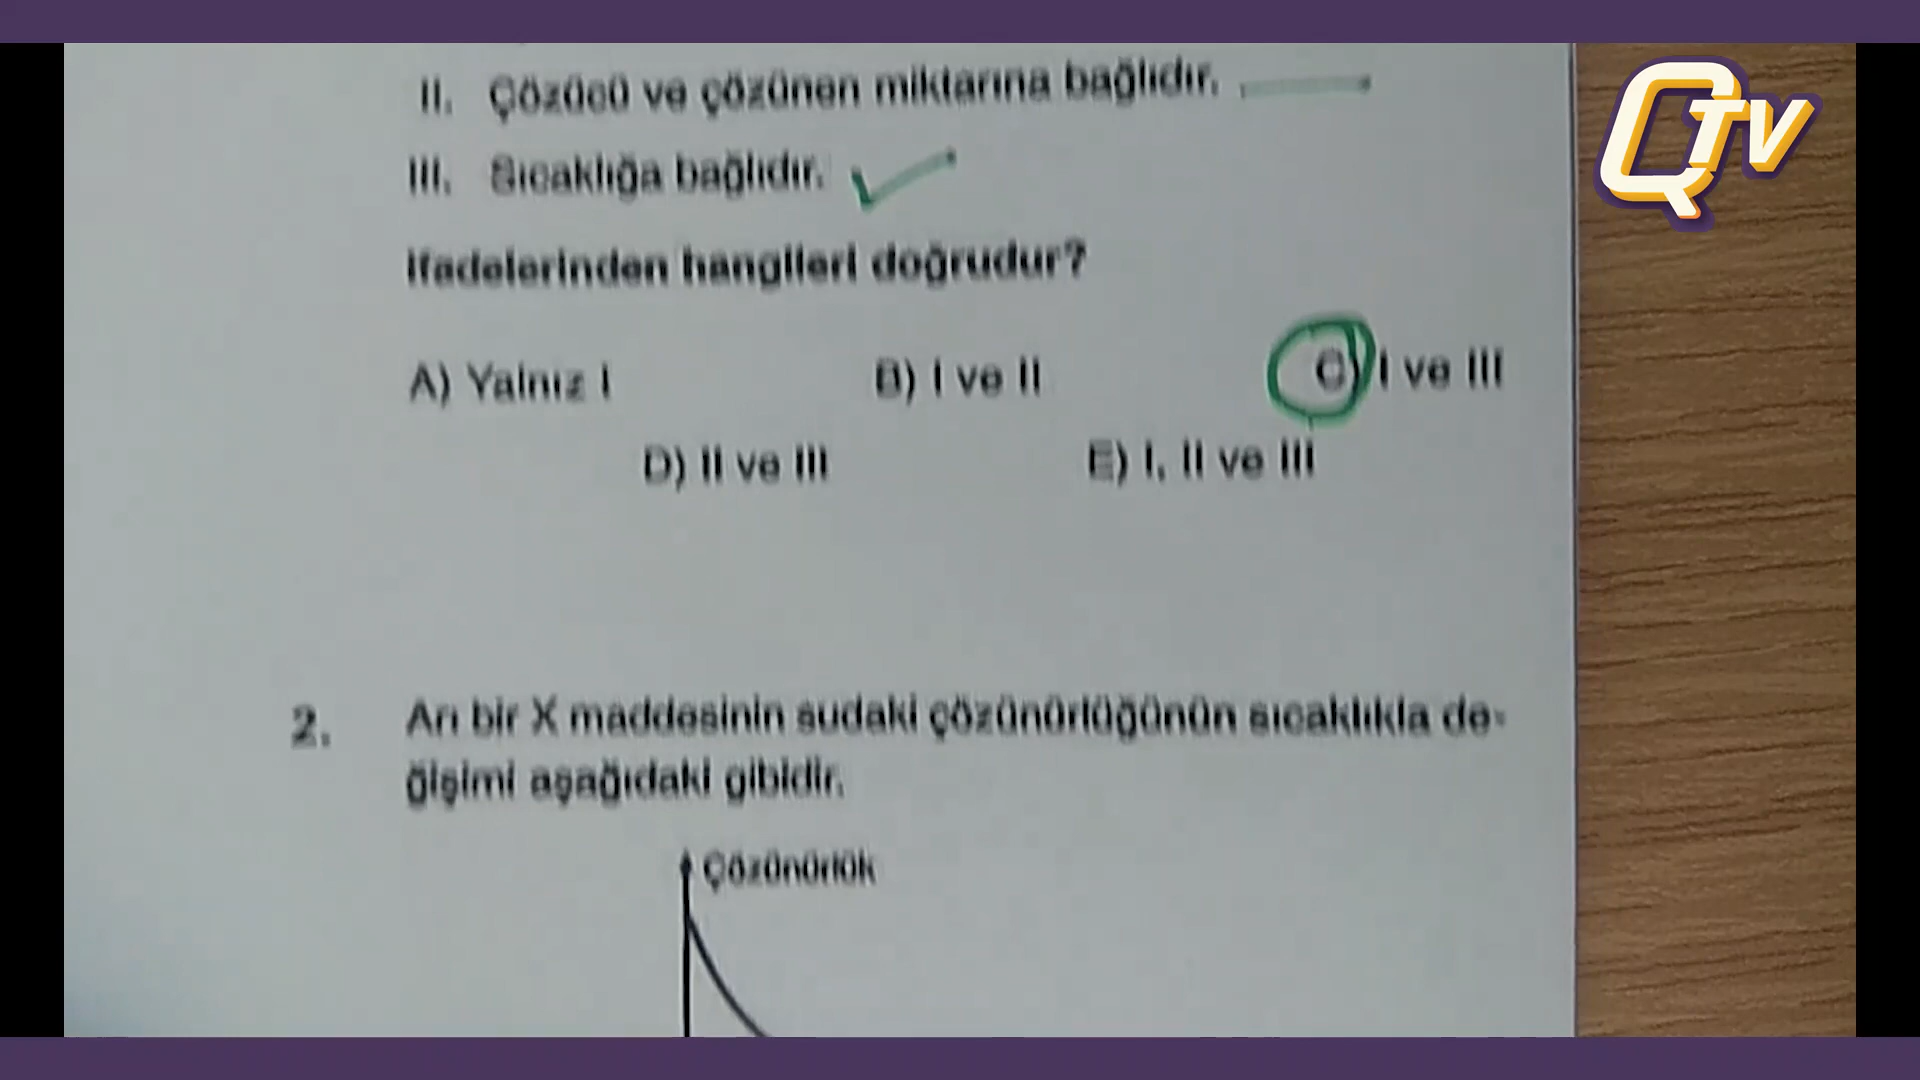 QTV
II. Çözücü ve çözünen miktarına bağlıdır.
III. Sıcaklığa bağlıdır.
ifadelerinden hangileri doğrudur?
A) Yalnız I B) I ve II C) I ve III
D) II ve III E) I, II ve III
2. Arı bir X maddesinin sudaki çözünürlüğünün sıcaklıkla de-
ğişimi aşağıdaki gibidir.
Çözünürlük